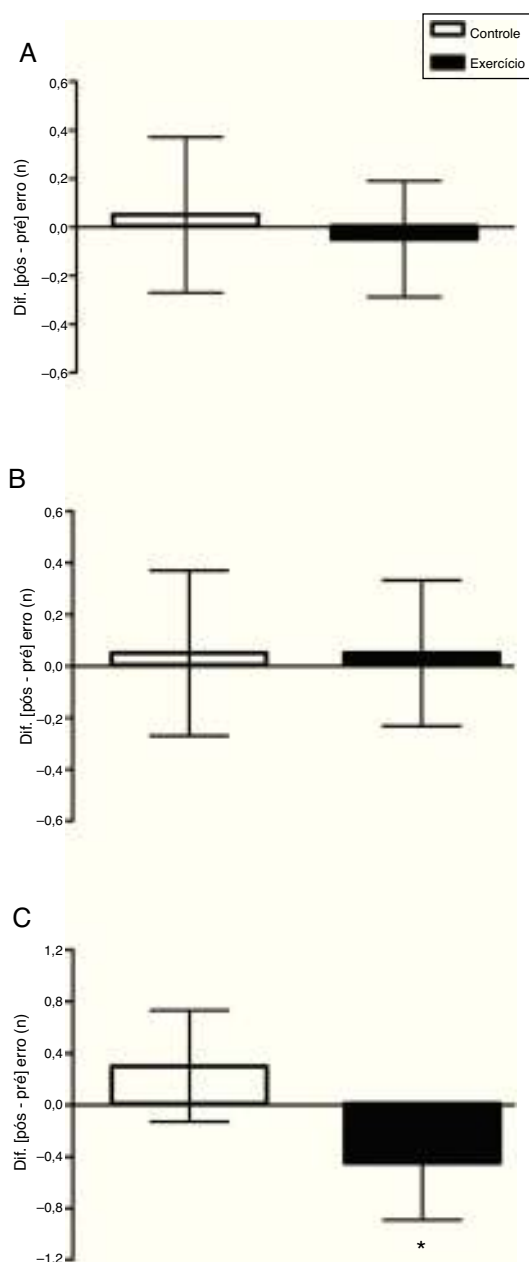 A
Controle
Exercício
Dif. [pós - pré] erro (n)
0,6
0,4
0,2
0,0
–0,2
–0,4
–0,6
B
Dif. [pós - pré] erro (n)
0,6
0,4
0,2
0,0
–0,2
–0,4
–0,6
C
Dif. [pós - pré] erro (n)
1,2
0,8
0,4
0,0
–0,4
–0,8
–1,2
*